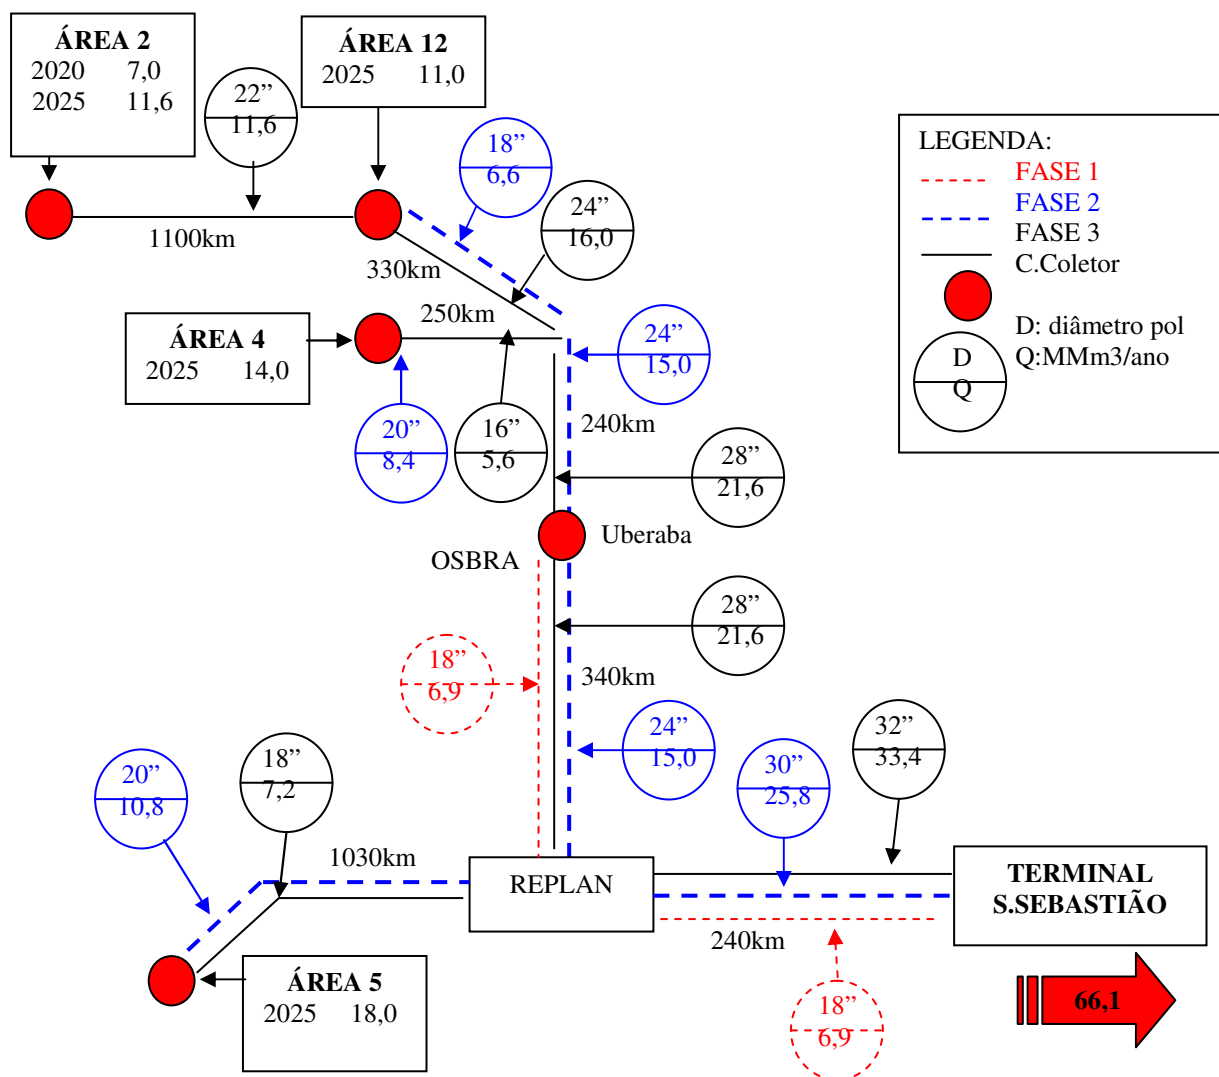 ÁREA 2
2020 7,0
2025 11,6
22”
11,6
ÁREA 12
2025 11,0
18”
6,6
24”
16,0
1100km
330km
250km
ÁREA 4
2025 14,0
20”
8,4
16”
5,6
24”
15,0
240km
28”
21,6
Uberaba
OSBRA
28”
21,6
18”
6,9
340km
24”
15,0
32”
33,4
30”
25,8
20”
10,8
18”
7,2
1030km
REPLAN
TERMINAL
S.SEBASTIÃO
240km
ÁREA 5
2025 18,0
18”
6,9
66,1
LEGENDA:
FASE 1
FASE 2
FASE 3
C.Coletor
D: diâmetro pol
Q:MMm3/ano
D
Q